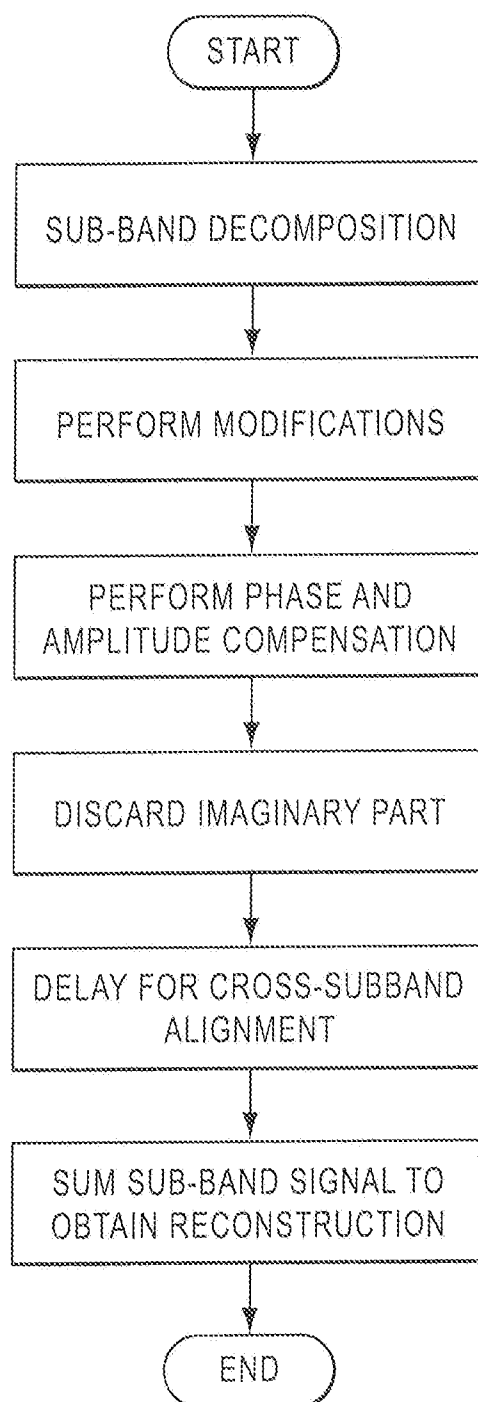 START
SUB-BAND DECOMPOSITION
PERFORM MODIFICATIONS
PERFORM PHASE AND
AMPLITUDE COMPENSATION
DISCARD IMAGINARY PART
DELAY FOR CROSS-SUBBAND
ALIGNMENT
SUM SUB-BAND SIGNAL TO
OBTAIN RECONSTRUCTION
END